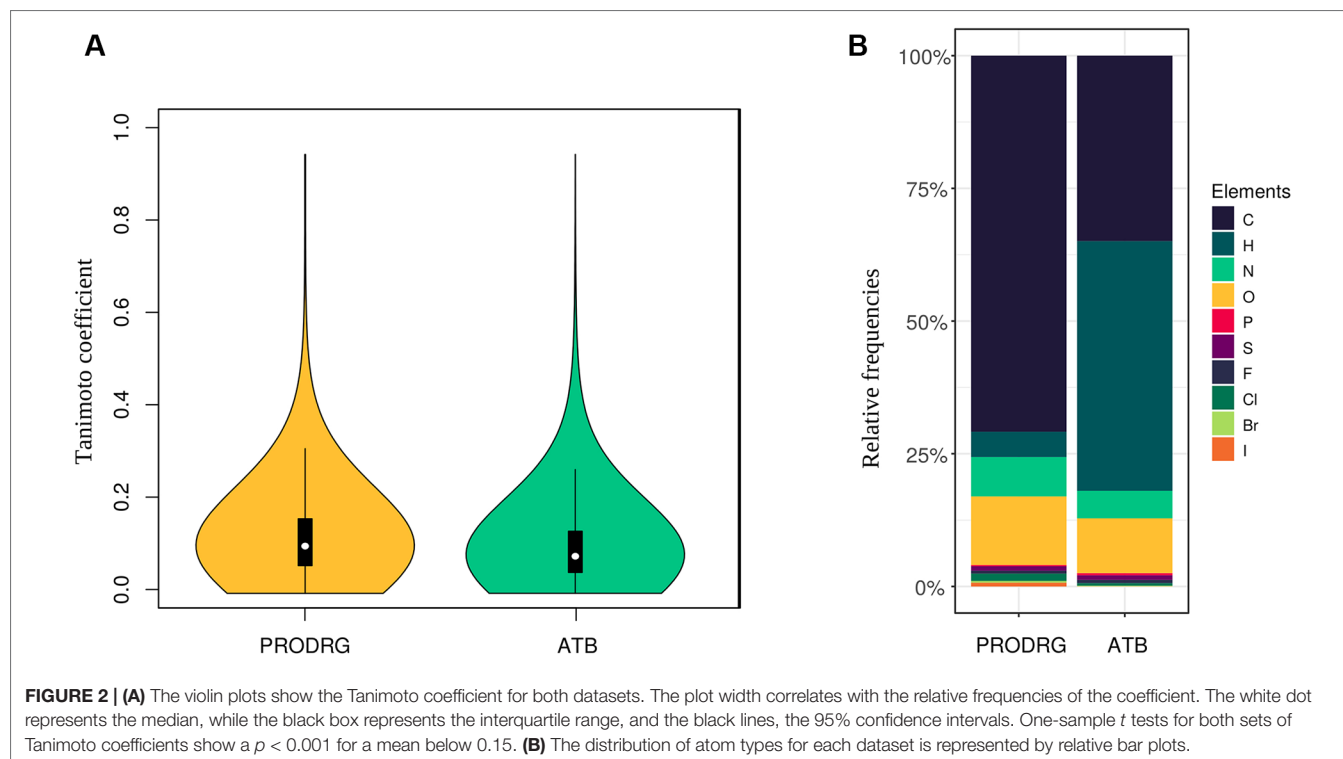 A
Tanimoto coefficient
1.0
0.8
0.6
0.4
0.2
0.0
PRODRG
ATB
B
Relative frequencies
100%
75%
50%
25%
0%
PRODRG
ATB
Elements
C
H
N
O
P
S
F
Cl
Br
I
FIGURE 2 | (A) The violin plots show the Tanimoto coefficient for both datasets. The plot width correlates with the relative frequencies of the coefficient. The white dot
represents the median, while the black box represents the interquartile range, and the black lines, the 95% confidence intervals. One-sample t tests for both sets of
Tanimoto coefficients show a p < 0.001 for a mean below 0.15. (B) The distribution of atom types for each dataset is represented by relative bar plots.